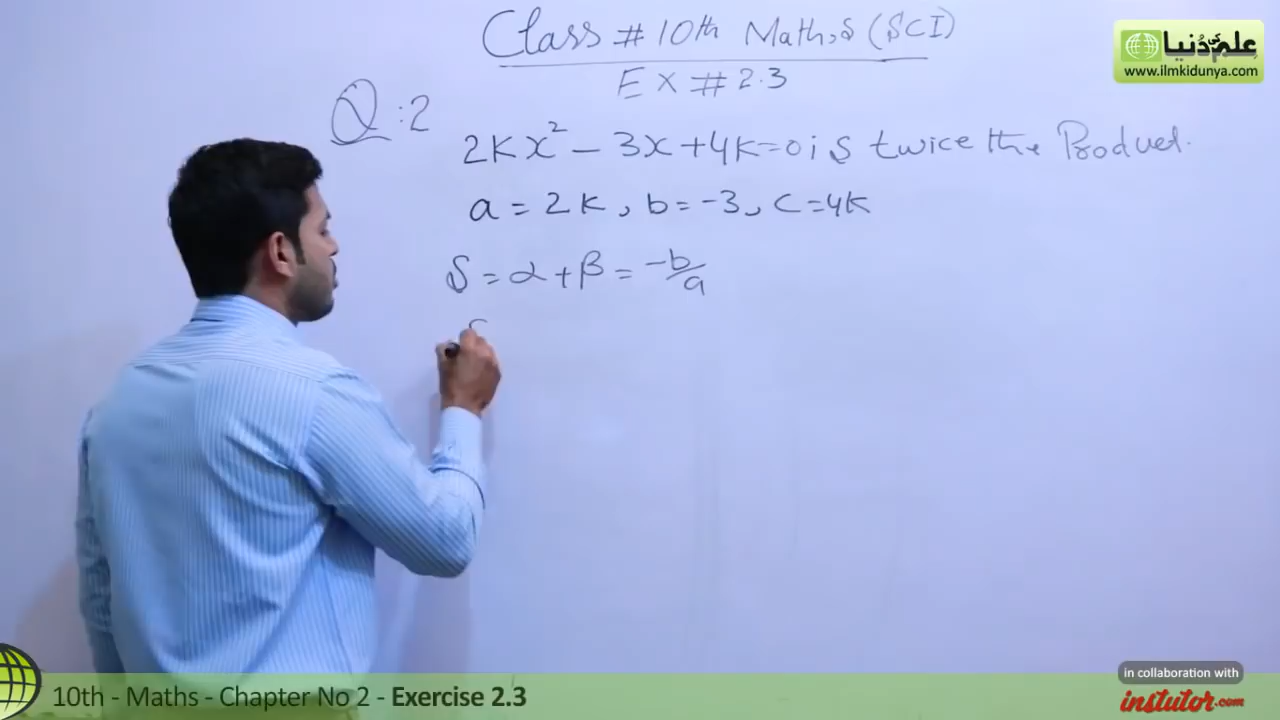 Class # 10th Maths (SCI)
EX # 2.3
Q:2
2Kx² - 3x + 4K = 0 is twice the Product.
a = 2K, b = -3, c = 4K
S = α + β = -b/a
علم کی دُنیا
www.ilmkidunya.com
10th - Maths - Chapter No 2 - Exercise 2.3
in collaboration with
instutor.com